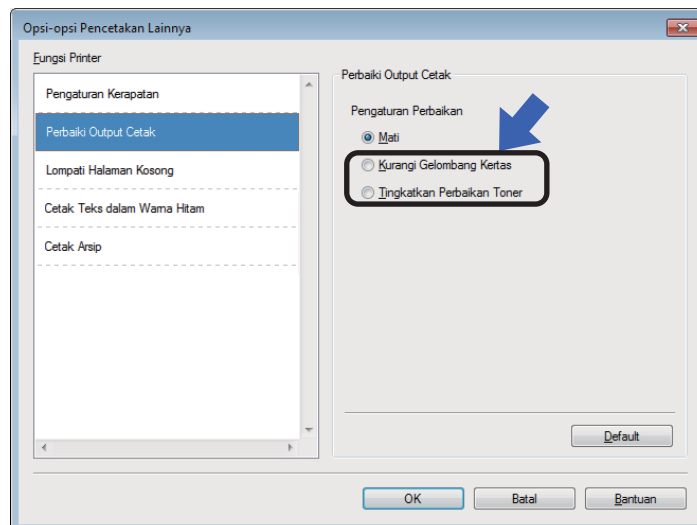 Opsi-opsi Pencetakan Lainnya
Fungsi Printer
Pengaturan Kerapatan
Perbaiki Output Cetak
Lompati Halaman Kosong
Cetak Teks dalam Warna Hitam
Cetak Arsip
Perbaiki Output Cetak
Pengaturan Perbaikan
Mati
Kurangi Gelombang Kertas
Tingkatkan Perbaikan Toner
Default
OK Batal Bantuan